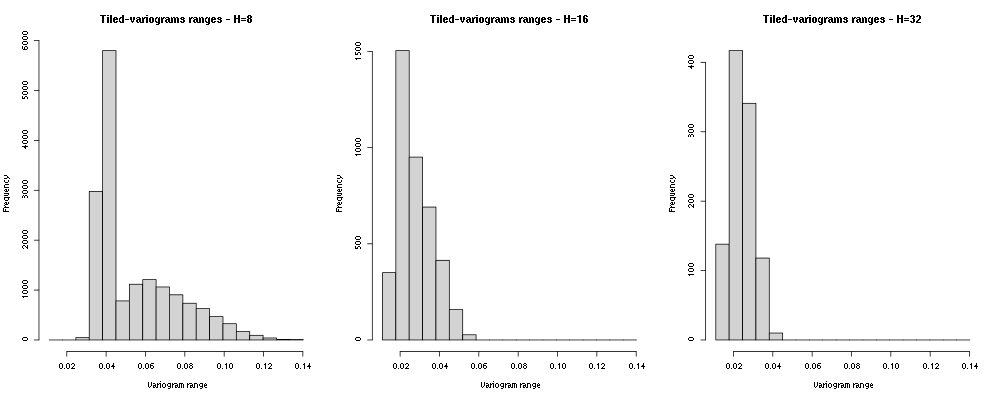 Tiled-variograms ranges - H=8
Tiled-variograms ranges - H=16
Tiled-variograms ranges - H=32
Frequency
0
1000
2000
3000
4000
5000
6000
0.02 0.04 0.06 0.08 0.10 0.12 0.14
Variogram range
Frequency
0
500
1000
1500
0.02 0.04 0.06 0.08 0.10 0.12 0.14
Variogram range
Frequency
0
100
200
300
400
0.02 0.04 0.06 0.08 0.10 0.12 0.14
Variogram range